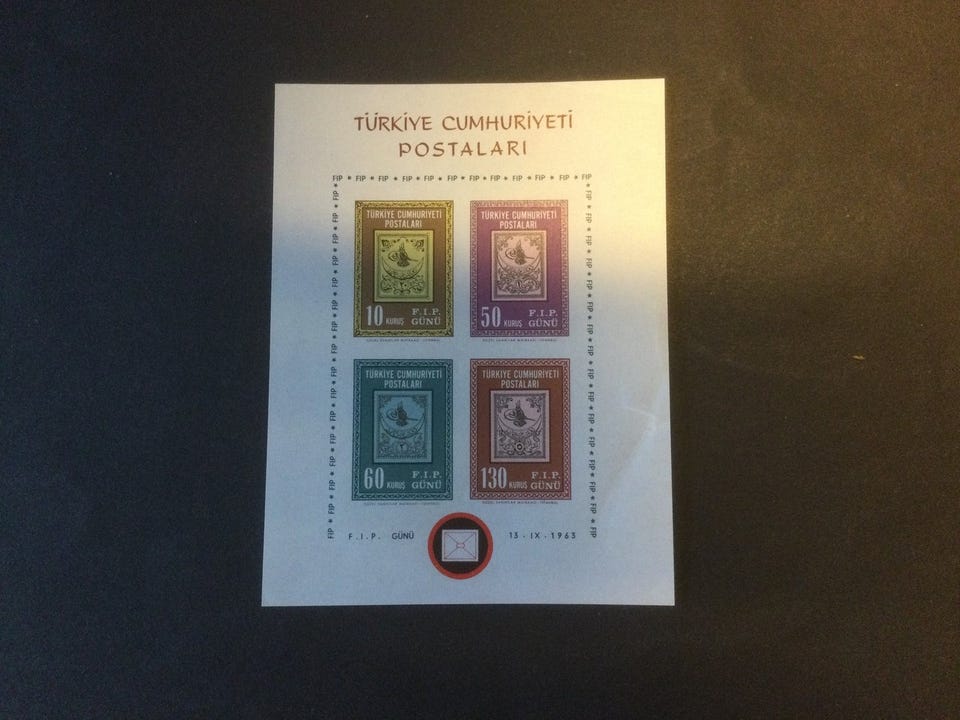 TÜRKİYE CUMHURİYETİ
POSTALARI
FIP * FIP * FIP * FIP * FIP * FIP * FIP * FIP * FIP * FIP * FIP * FIP
TÜRKİYE CUMHURİYETİ
POSTALARI
10 KURUŞ
F.I.P.
GÜNÜ
TÜRKİYE CUMHURİYETİ
POSTALARI
50 KURUŞ
F.I.P.
GÜNÜ
TÜRKİYE CUMHURİYETİ
POSTALARI
60 KURUŞ
F.I.P.
GÜNÜ
TÜRKİYE CUMHURİYETİ
POSTALARI
130 KURUŞ
F.I.P.
GÜNÜ
F.I.P. GÜNÜ
13.IX.1963